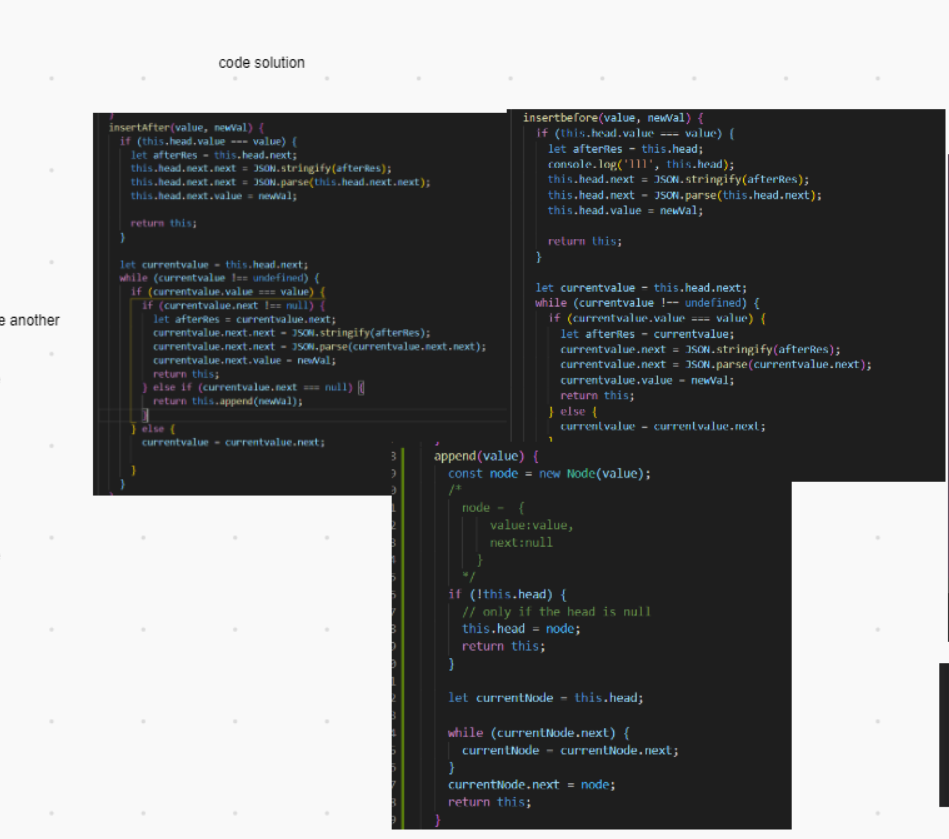 code solution
insertAfter(value, newVal) {
if (this.head.value === value) {
let afterRes = this.head.next;
this.head.next.next = JSON.stringify(afterRes);
this.head.next.next = JSON.parse(this.head.next.next);
this.head.next.value = newVal;
return this;
}
let currentvalue = this.head.next;
while (currentvalue !== undefined) {
if (currentvalue.value === value) {
if (currentvalue.next !== null) {
let afterRes = currentvalue.next;
currentvalue.next.next = JSON.stringify(afterRes);
currentvalue.next.next = JSON.parse(currentvalue.next.next);
currentvalue.next.value = newVal;
return this;
} else if (currentvalue.next === null) {
return this.append(newVal);
}
} else {
currentvalue = currentvalue.next;
}
}
insertbefore(value, newVal) {
if (this.head.value === value) {
let afterRes = this.head;
console.log('lll', this.head);
this.head.next = JSON.stringify(afterRes);
this.head.next = JSON.parse(this.head.next);
this.head.value = newVal;
return this;
}
let currentvalue = this.head.next;
while (currentvalue !== undefined) {
if (currentvalue.value === value) {
let afterRes = currentvalue;
currentvalue.next = JSON.stringify(afterRes);
currentvalue.next = JSON.parse(currentvalue.next);
currentvalue.value = newVal;
return this;
} else {
currentvalue = currentvalue.next;
e another
append(value) {
const node = new Node(value);
/*
node = {
value:value,
next:null
}
*/
if (!this.head) {
// only if the head is null
this.head = node;
return this;
}
let currentNode = this.head;
while (currentNode.next) {
currentNode = currentNode.next;
}
currentNode.next = node;
return this;
}